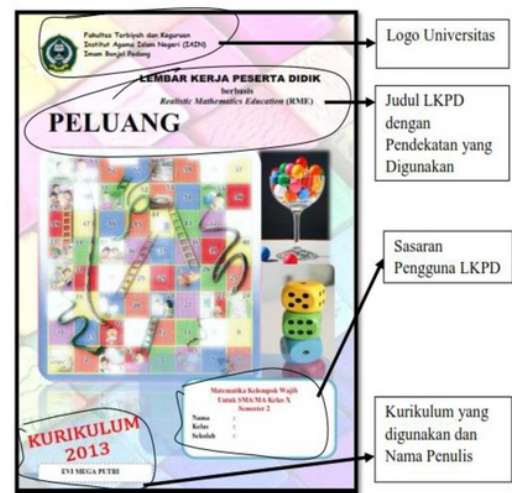 Fakultas Tarbiyah dan Keguruan
Institut Agama Islam Negeri (IAIN)
Imam Bonjol Padang
LEMBAR KERJA PESERTA DIDIK
berbasis
Realistic Mathematics Education (RME)
PELUANG
Matematika Kelompok Wajib
Untuk SMA/MA Kelas X
Semester 2
Nama :
Kelas :
Sekolah :
KURIKULUM
2013
EVI MEGA PUTRI
Logo Universitas
Judul LKPD
dengan
Pendekatan yang
Digunakan
Sasaran
Pengguna LKPD
Kurikulum yang
digunakan dan
Nama Penulis